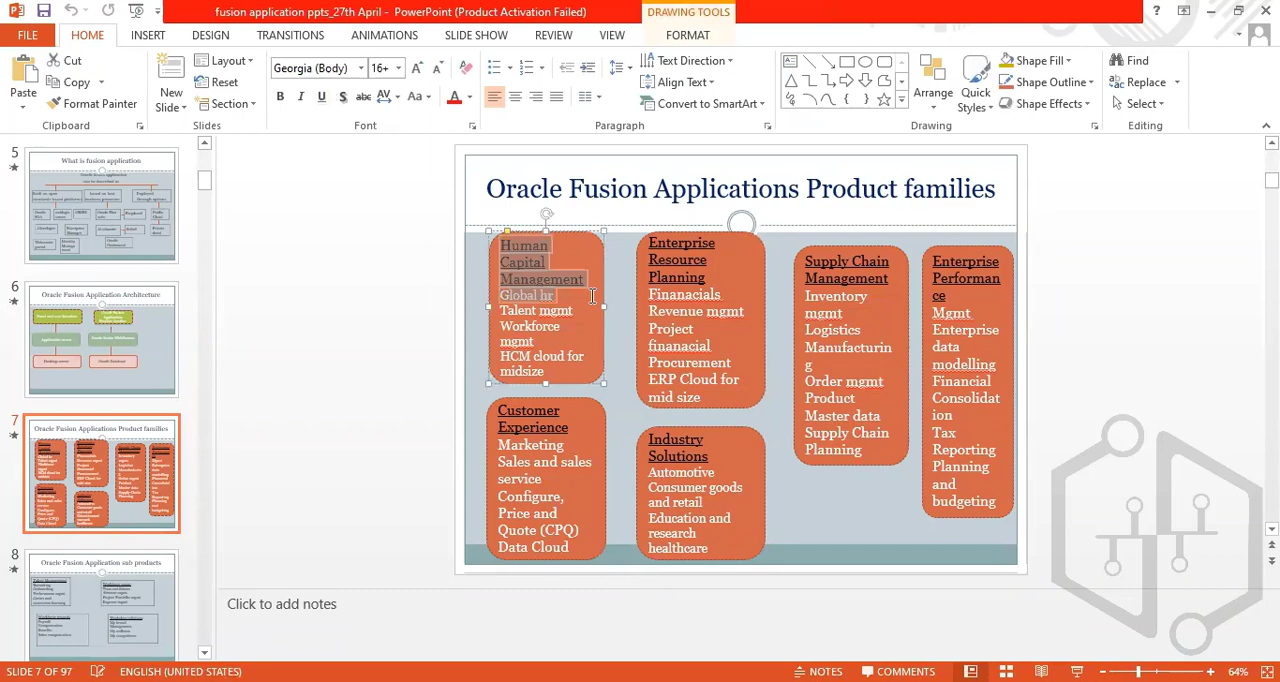 fusion application ppts_27th April - PowerPoint (Product Activation Failed)
DRAWING TOOLS
FILE
HOME
INSERT
DESIGN
TRANSITIONS
ANIMATIONS
SLIDE SHOW
REVIEW
VIEW
FORMAT
Paste
Cut
Copy
Format Painter
Clipboard
New
Slide
Layout
Reset
Section
Slides
Georgia (Body)
16+
Font
Text Direction
Align Text
Convert to SmartArt
Paragraph
Arrange
Quick
Styles
Shape Fill
Shape Outline
Shape Effects
Drawing
Find
Replace
Select
Editing
5
What is fusion application
6
Oracle Fusion Application Architecture
7
Oracle Fusion Applications Product families
8
Oracle Fusion Application sub products
Oracle Fusion Applications Product families
Human
Capital
Management
Global hr
Talent mgmt
Workforce
mgmt
HCM cloud for
midsize
Enterprise
Resource
Planning
Finanacials
Revenue mgmt
Project
finanacial
Procurement
ERP Cloud for
mid size
Supply Chain
Management
Inventory
mgmt
Logistics
Manufacturin
g
Order mgmt
Product
Master data
Supply Chain
Planning
Enterprise
Performan
ce
Mgmt
Enterprise
data
modelling
Financial
Consolidat
ion
Tax
Reporting
Planning
and
budgeting
Customer
Experience
Marketing
Sales and sales
service
Configure,
Price and
Quote (CPQ)
Data Cloud
Industry
Solutions
Automotive
Consumer goods
and retail
Education and
research
healthcare
Click to add notes
SLIDE 7 OF 97
ENGLISH (UNITED STATES)
NOTES
COMMENTS
64%